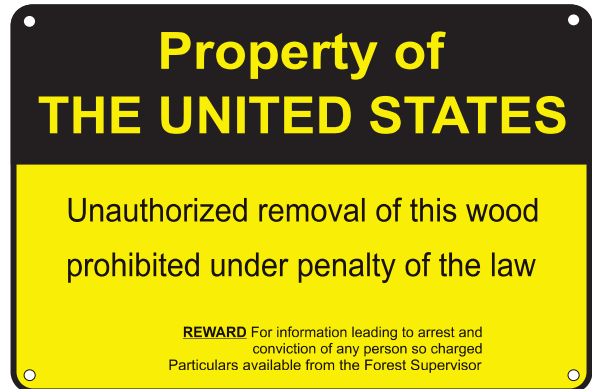 Property of
THE UNITED STATES
Unauthorized removal of this wood
prohibited under penalty of the law
REWARD For information leading to arrest and
conviction of any person so charged
Particulars available from the Forest Supervisor